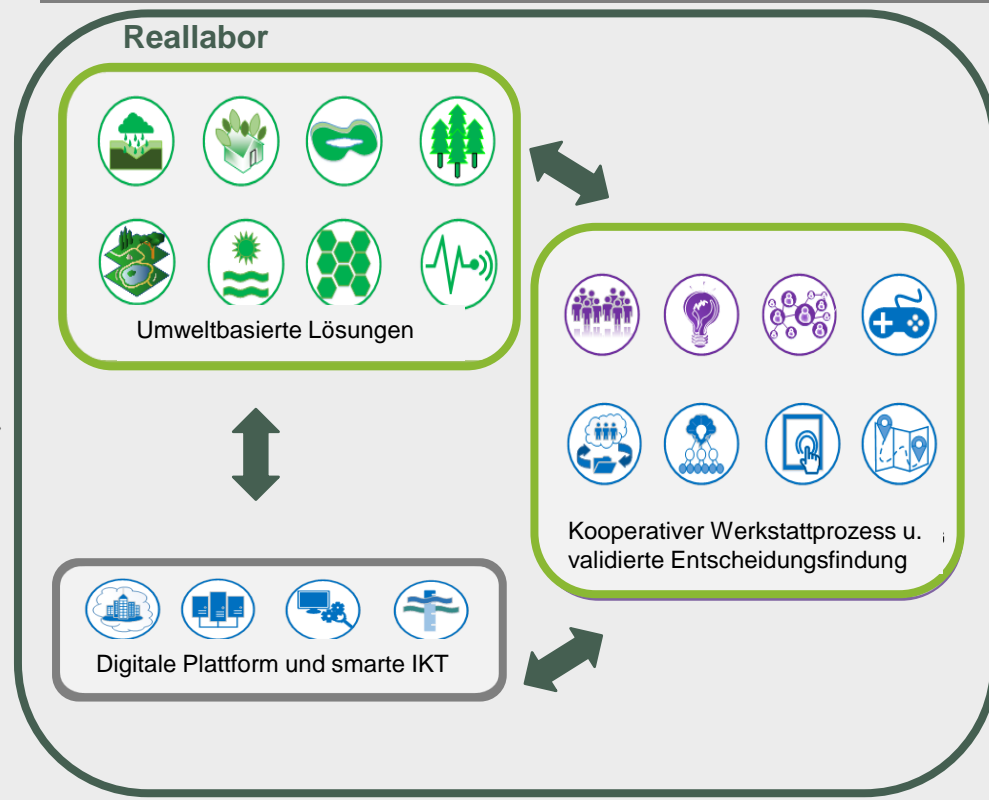 Reallabor
Umweltbasierte Lösungen
Kooperativer Werkstattprozess u.
validierte Entscheidungsfindung
Digitale Plattform und smarte IKT